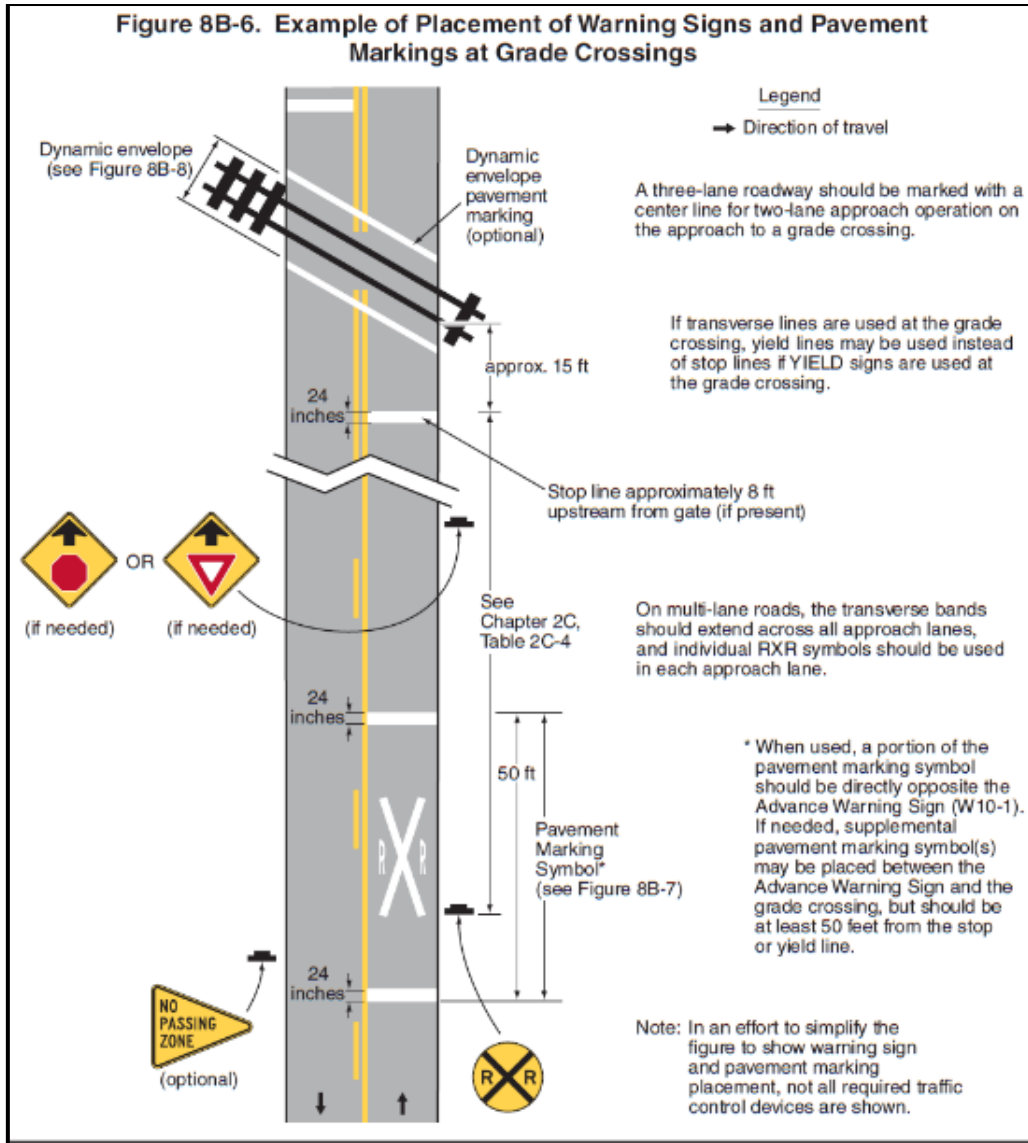 Figure 8B-6. Example of Placement of Warning Signs and Pavement
Markings at Grade Crossings
Legend
Direction of travel
Dynamic envelope
(see Figure 8B-8)
Dynamic
envelope
pavement
marking
(optional)
A three-lane roadway should be marked with a
center line for two-lane approach operation on
the approach to a grade crossing.
If transverse lines are used at the grade
crossing, yield lines may be used instead
of stop lines if YIELD signs are used at
the grade crossing.
approx. 15 ft
24
inches
Stop line approximately 8 ft
upstream from gate (if present)
OR
(if needed)
(if needed)
See
Chapter 2C,
Table 2C-4
On multi-lane roads, the transverse bands
should extend across all approach lanes,
and individual RXR symbols should be used
in each approach lane.
24
inches
50 ft
R R
Pavement
Marking
Symbol*
(see Figure 8B-7)
* When used, a portion of the
pavement marking symbol
should be directly opposite the
Advance Warning Sign (W10-1).
If needed, supplemental
pavement marking symbol(s)
may be placed between the
Advance Warning Sign and the
grade crossing, but should be
at least 50 feet from the stop
or yield line.
24
inches
NO
PASSING
ZONE
(optional)
R R
Note: In an effort to simplify the
figure to show warning sign
and pavement marking
placement, not all required traffic
control devices are shown.